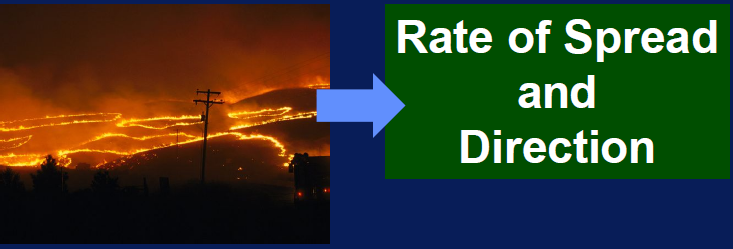 Rate of Spread
and
Direction